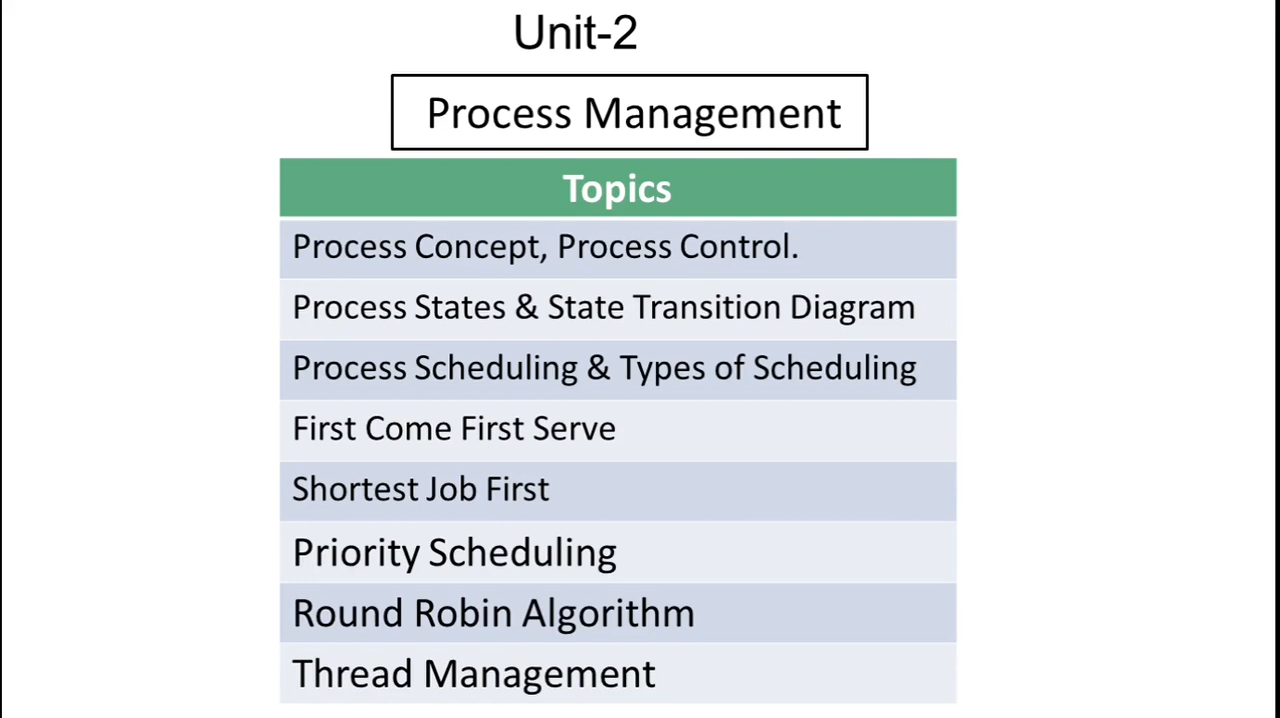 Unit-2
Process Management
Topics
Process Concept, Process Control.
Process States & State Transition Diagram
Process Scheduling & Types of Scheduling
First Come First Serve
Shortest Job First
Priority Scheduling
Round Robin Algorithm
Thread Management